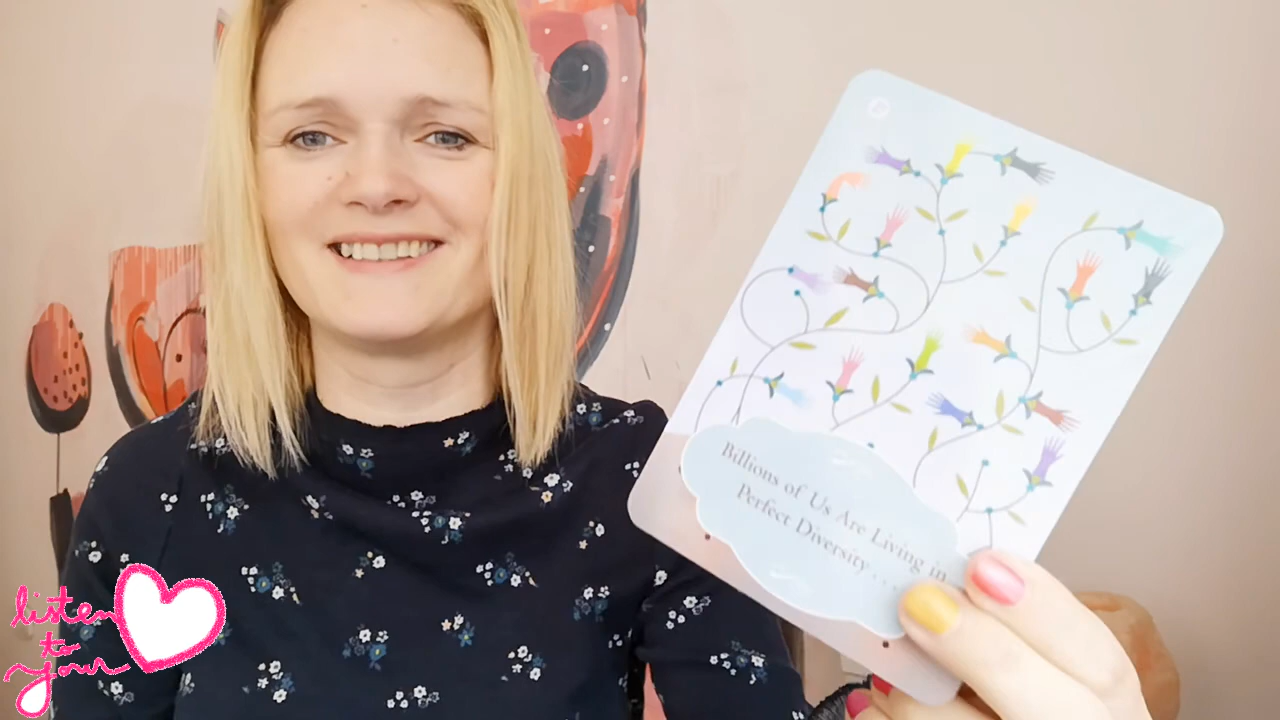 Billions of Us Are Living in
Perfect Diversity . . .
listen
to
your